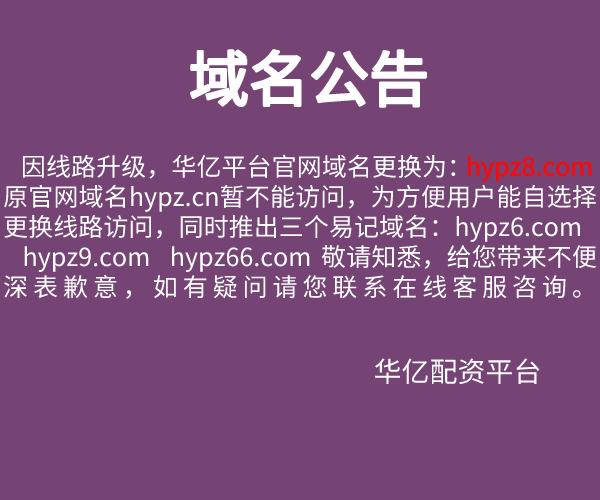 域名公告
因线路升级，华亿平台官网域名更换为：hypz8.com
原官网域名hypz.cn暂不能访问，为方便用户能自选择
更换线路访问，同时推出三个易记域名：hypz6.com
hypz9.com hypz66.com 敬请知悉，给您带来不便
深表歉意，如有疑问请您联系在线客服咨询。
华亿配资平台